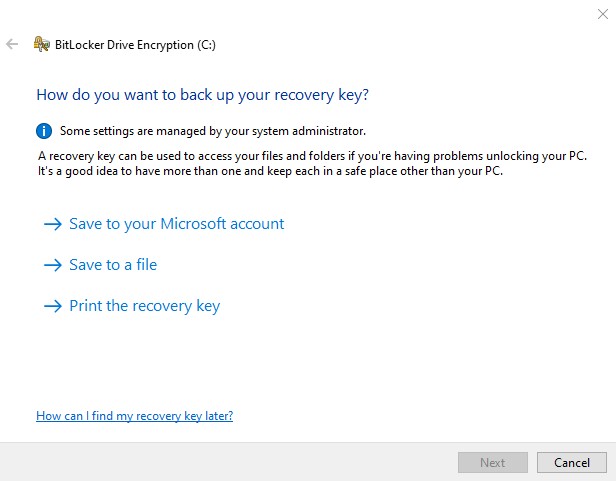 BitLocker Drive Encryption (C:)
How do you want to back up your recovery key?
Some settings are managed by your system administrator.
A recovery key can be used to access your files and folders if you're having problems unlocking your PC.
It's a good idea to have more than one and keep each in a safe place other than your PC.
Save to your Microsoft account
Save to a file
Print the recovery key
How can I find my recovery key later?
Next Cancel